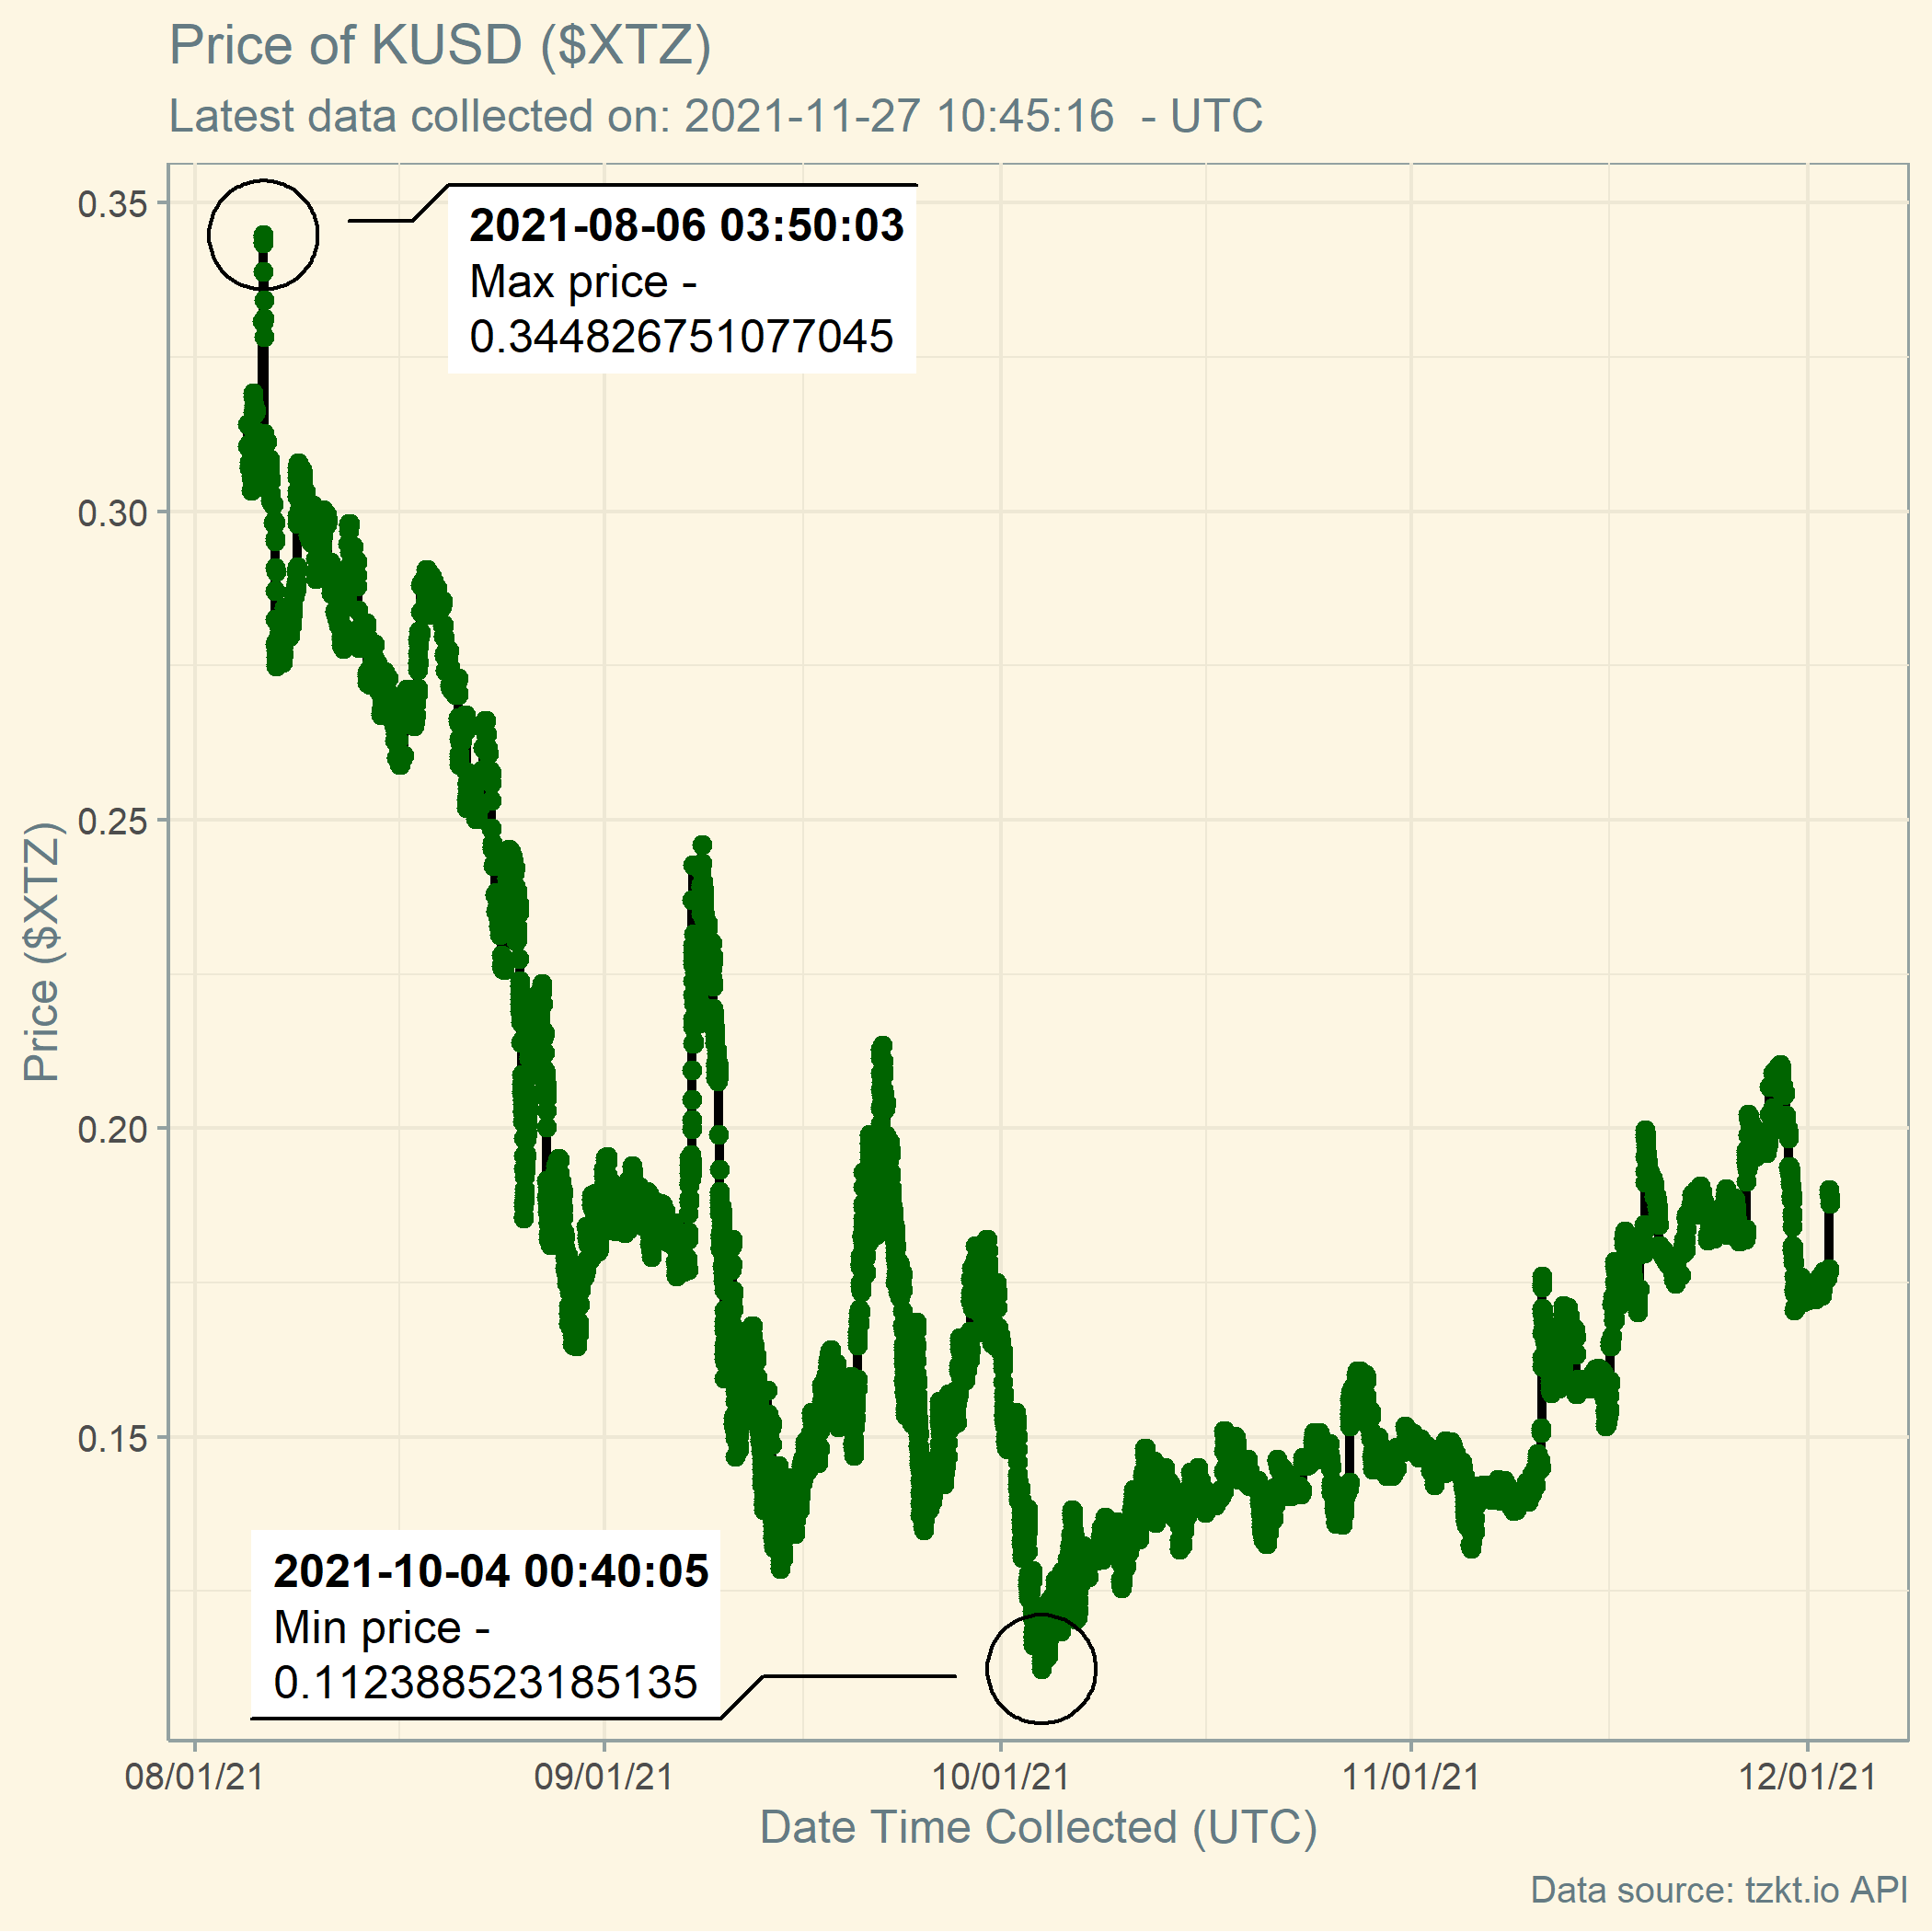 Price of KUSD ($XTZ)
Latest data collected on: 2021-11-27 10:45:16  - UTC
0.35
0.30
0.25
0.20
0.15
Price ($XTZ)
2021-08-06 03:50:03
Max price -
0.344826751077045
2021-10-04 00:40:05
Min price -
0.112388523185135
08/01/21
09/01/21
10/01/21
11/01/21
12/01/21
Date Time Collected (UTC)
Data source: tzkt.io API